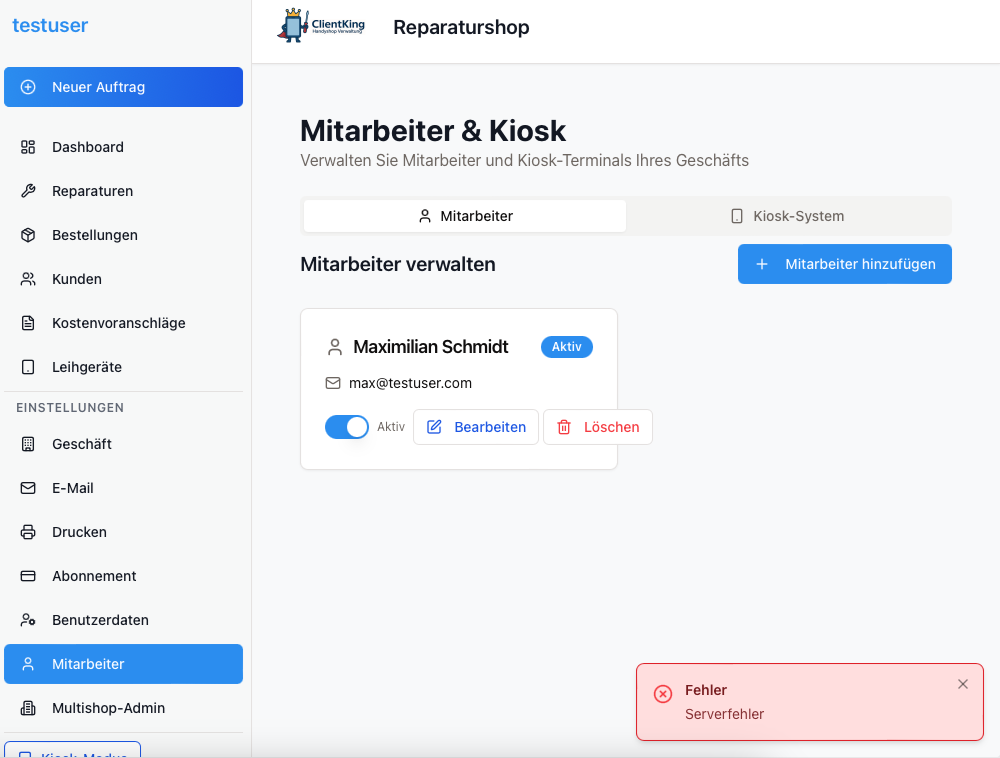 testuser
ClientKing
Handyshop Verwaltung
Reparaturshop
Neuer Auftrag
Dashboard
Reparaturen
Bestellungen
Kunden
Kostenvoranschläge
Leihgeräte
EINSTELLUNGEN
Geschäft
E-Mail
Drucken
Abonnement
Benutzerdaten
Mitarbeiter
Multishop-Admin
Kiosk-Modus
Mitarbeiter & Kiosk
Verwalten Sie Mitarbeiter und Kiosk-Terminals Ihres Geschäfts
Mitarbeiter
Kiosk-System
Mitarbeiter verwalten
Mitarbeiter hinzufügen
Maximilian Schmidt
Aktiv
max@testuser.com
Aktiv
Bearbeiten
Löschen
Fehler
Serverfehler